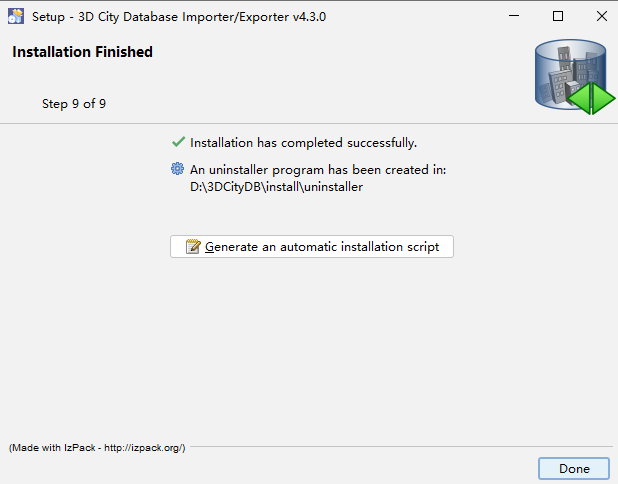 Setup - 3D City Database Importer/Exporter v4.3.0
Installation Finished
Step 9 of 9
Installation has completed successfully.
An uninstaller program has been created in:
D:\3DCityDB\install\uninstaller
Generate an automatic installation script
(Made with IzPack - http://izpack.org/)
Done